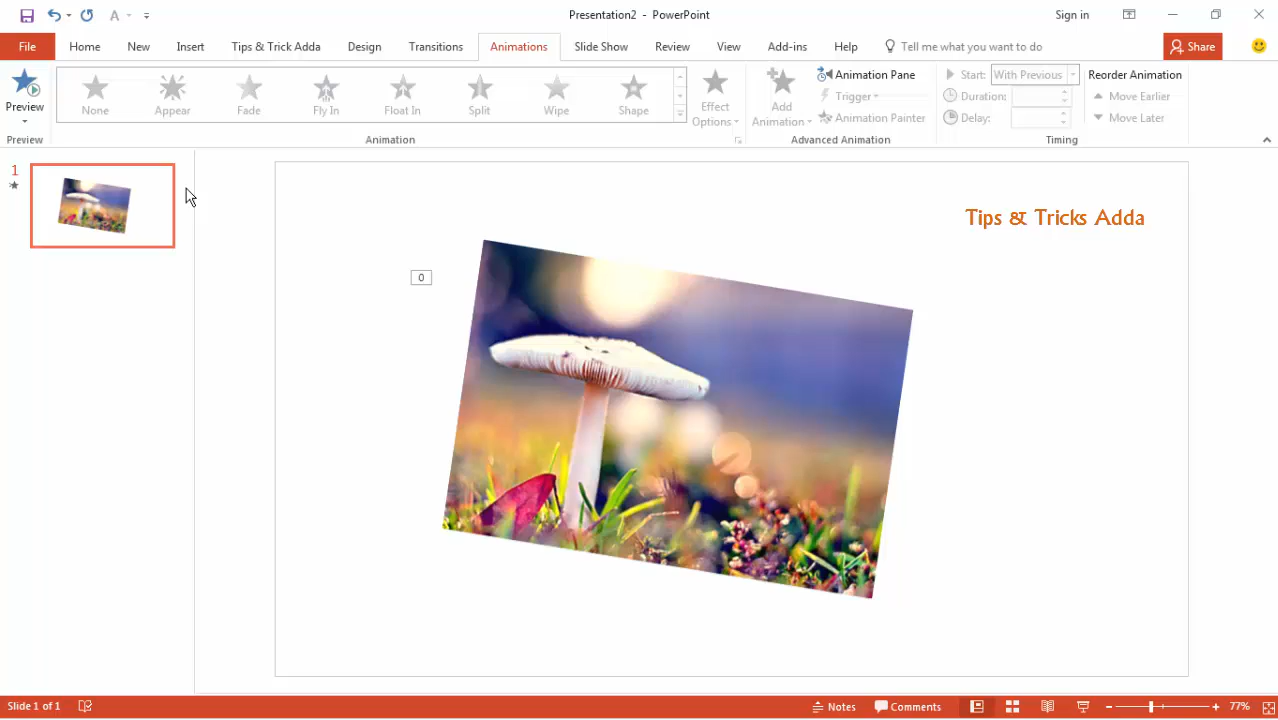 Presentation2 - PowerPoint
Sign in
File
Home
New
Insert
Tips & Trick Adda
Design
Transitions
Animations
Slide Show
Review
View
Add-ins
Help
Tell me what you want to do
Share
Preview
None
Appear
Fade
Fly In
Float In
Split
Wipe
Shape
Effect
Options
Add
Animation
Animation Pane
Trigger
Animation Painter
Start: With Previous
Duration:
Delay:
Reorder Animation
Move Earlier
Move Later
Preview
Animation
Advanced Animation
Timing
1
Tips & Tricks Adda
0
Slide 1 of 1
Notes
Comments
77%